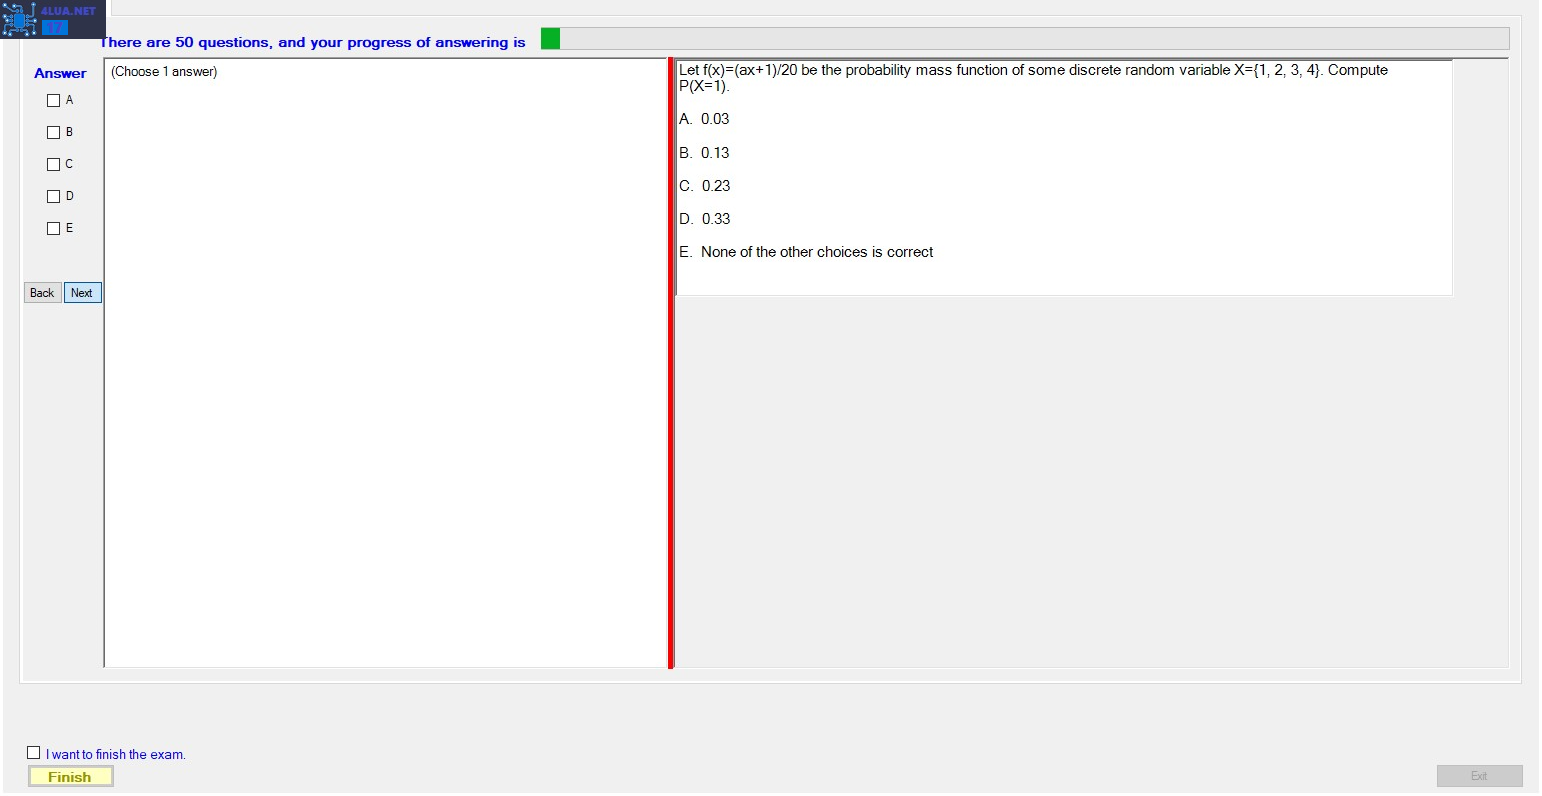 4LUA.NET
17
There are 50 questions, and your progress of answering is
Answer
(Choose 1 answer)
A
B
C
D
E
Back
Next
Let f(x)=(ax+1)/20 be the probability mass function of some discrete random variable X={1, 2, 3, 4}. Compute
P(X=1).
A. 0.03
B. 0.13
C. 0.23
D. 0.33
E. None of the other choices is correct
I want to finish the exam.
Finish
Exit